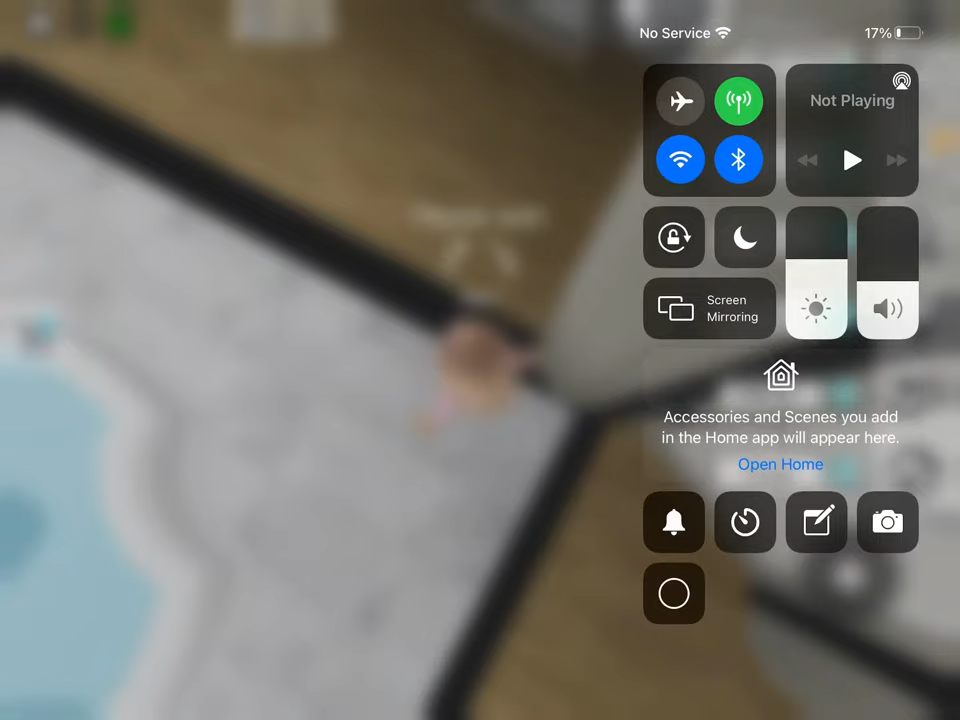 No Service
17%
Not Playing
Screen
Mirroring
Accessories and Scenes you add
in the Home app will appear here.
Open Home